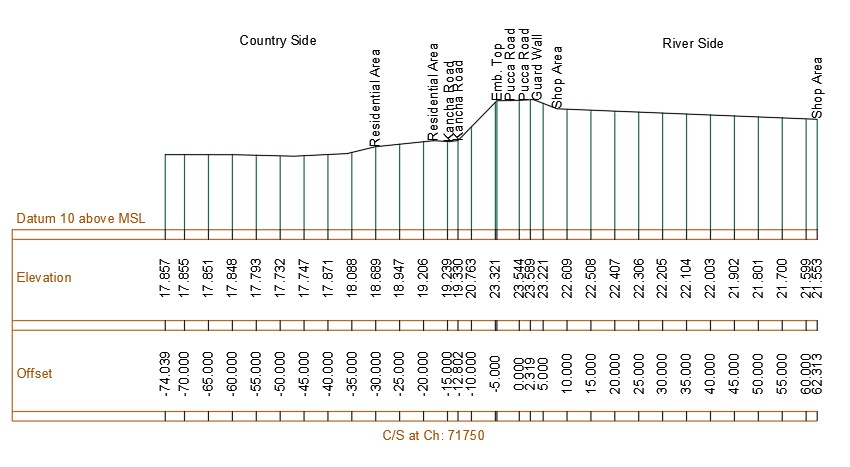 Country Side
River Side
Residential Area
Residential Area
Kancha Road
Kancha Road
Emb. Top
Pucca Road
Pucca Road
Guard Wall
Shop Area
Shop Area
Datum 10 above MSL
Elevation
17.857 17.855 17.851 17.848 17.793 17.732 17.747 17.871 18.088 18.689 18.947 19.206 19.239 19.330 20.763 23.321 23.544 23.589 23.221 22.609 22.508 22.407 22.306 22.205 22.104 22.003 21.902 21.801 21.700 21.599 21.553
Offset
-74.039 -70.000 -65.000 -60.000 -55.000 -50.000 -45.000 -40.000 -35.000 -30.000 -25.000 -20.000 -15.000 -12.802 -10.000 -5.000 0.000 2.319 5.000 10.000 15.000 20.000 25.000 30.000 35.000 40.000 45.000 50.000 55.000 60.000 62.313
C/S at Ch: 71750